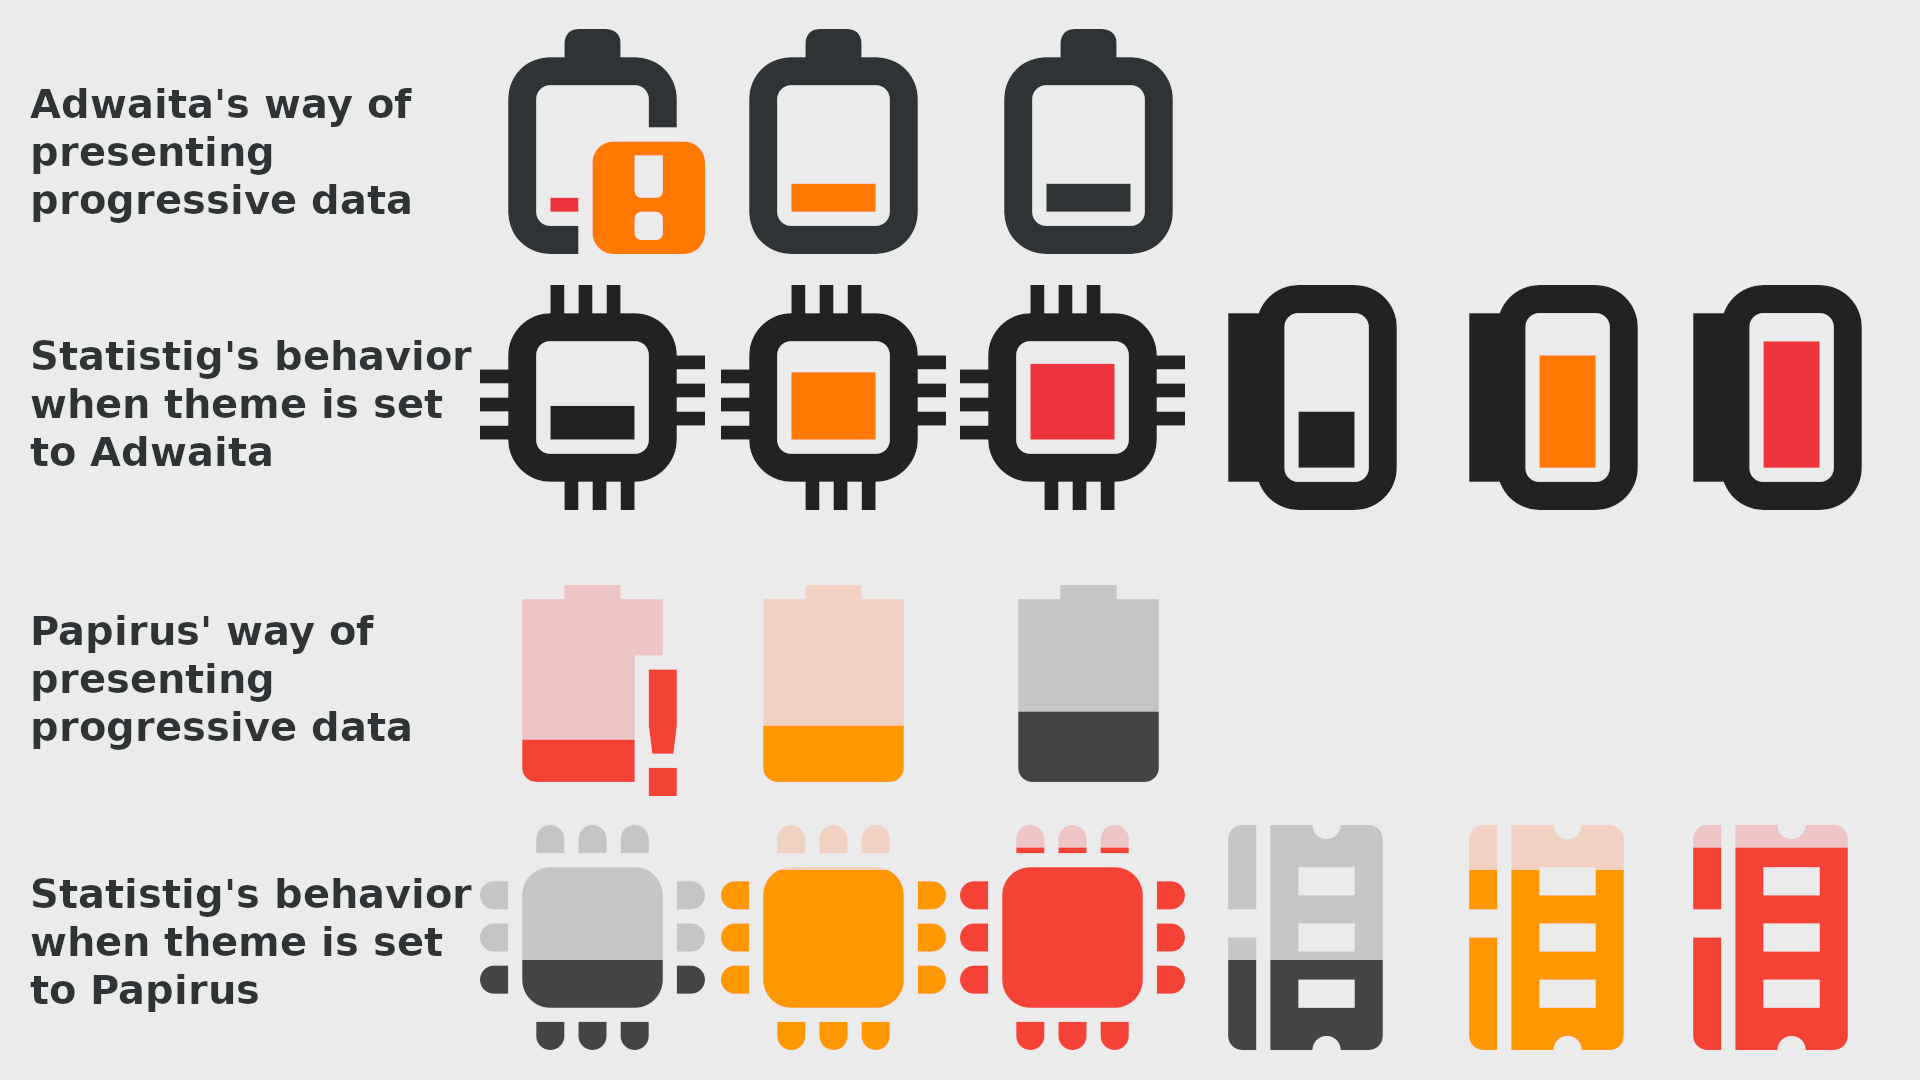 Adwaita's way of
presenting
progressive data
Statistig's behavior
when theme is set
to Adwaita
Papirus' way of
presenting
progressive data
Statistig's behavior
when theme is set
to Papirus